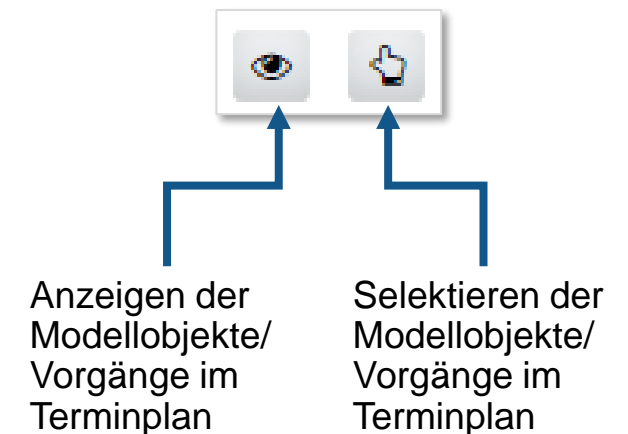 Anzeigen der
Modellobjekte/
Vorgänge im
Terminplan
Selektieren der
Modellobjekte/
Vorgänge im
Terminplan